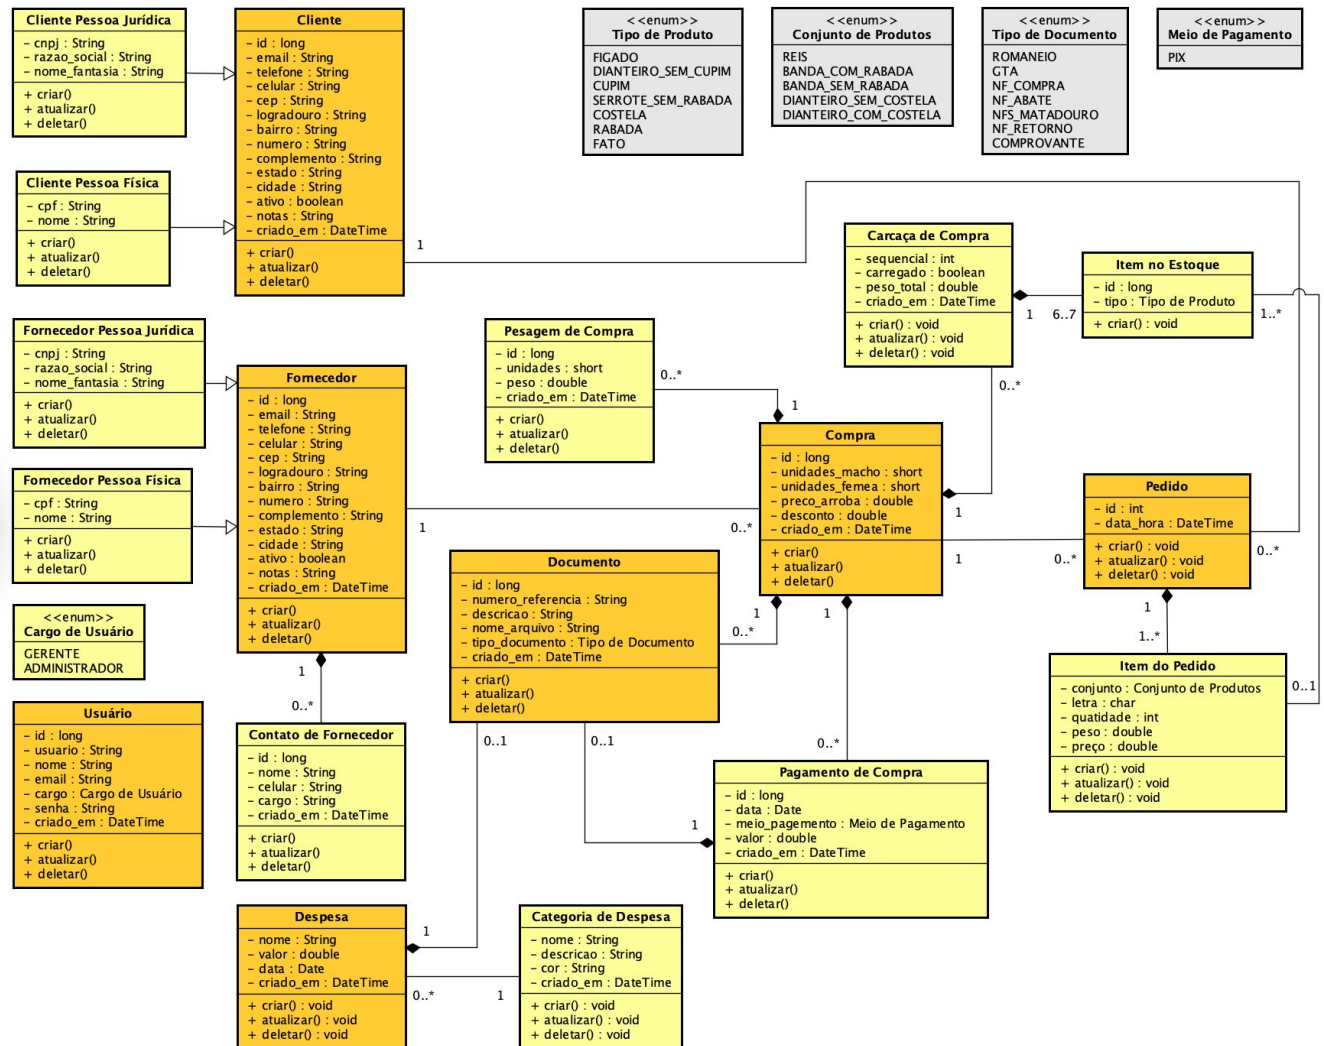 Cliente Pessoa Jurídica
– cnpj : String
– razao_social : String
– nome_fantasia : String
+ criar()
+ atualizar()
+ deletar()
Cliente
– id : long
– email : String
– telefone : String
– celular : String
– cep : String
– logradouro : String
– bairro : String
– numero : String
– complemento : String
– estado : String
– cidade : String
– ativo : boolean
– notas : String
– criado_em : DateTime
+ criar()
+ atualizar()
+ deletar()
1
<<enum>>
Tipo de Produto
FIGADO
DIANTEIRO_SEM_CUPIM
CUPIM
SERROTE_SEM_RABADA
COSTELA
RABADA
FATO
<<enum>>
Conjunto de Produtos
REIS
BANDA_COM_RABADA
BANDA_SEM_RABADA
DIANTEIRO_SEM_COSTELA
DIANTEIRO_COM_COSTELA
<<enum>>
Tipo de Documento
ROMANEIO
GTA
NF_COMPRA
NF_ABATE
NFS_MATADOURO
NF_RETORNO
COMPROVANTE
<<enum>>
Meio de Pagamento
PIX
Cliente Pessoa Física
– cpf : String
– nome : String
+ criar()
+ atualizar()
+ deletar()
Carcaça de Compra
– sequencial : int
– carregado : boolean
– peso_total : double
– criado_em : DateTime
+ criar() : void
+ atualizar() : void
+ deletar() : void
1
6..7
0..*
Item no Estoque
– id : long
– tipo : Tipo de Produto
+ criar() : void
1..*
Fornecedor Pessoa Jurídica
– cnpj : String
– razao_social : String
– nome_fantasia : String
+ criar()
+ atualizar()
+ deletar()
Fornecedor
– id : long
– email : String
– telefone : String
– celular : String
– cep : String
– logradouro : String
– bairro : String
– numero : String
– complemento : String
– estado : String
– cidade : String
– ativo : boolean
– notas : String
– criado_em : DateTime
+ criar()
+ atualizar()
+ deletar()
1
0..*
1
0..*
Pesagem de Compra
– id : long
– unidades : short
– peso : double
– criado_em : DateTime
+ criar()
+ atualizar()
+ deletar()
0..*
1
Compra
– id : long
– unidades_macho : short
– unidades_femea : short
– preco_arroba : double
– desconto : double
– criado_em : DateTime
+ criar()
+ atualizar()
+ deletar()
1
1
0..*
1
1
Pedido
– id : int
– data_hora : DateTime
+ criar() : void
+ atualizar() : void
+ deletar() : void
0..*
1
1..*
Fornecedor Pessoa Física
– cpf : String
– nome : String
+ criar()
+ atualizar()
+ deletar()
<<enum>>
Cargo de Usuário
GERENTE
ADMINISTRADOR
Documento
– id : long
– numero_referencia : String
– descricao : String
– nome_arquivo : String
– tipo_documento : Tipo de Documento
– criado_em : DateTime
+ criar()
+ atualizar()
+ deletar()
0..*
0..1
0..1
Item do Pedido
– conjunto : Conjunto de Produtos
– letra : char
– quatidade : int
– peso : double
– preço : double
+ criar() : void
+ atualizar() : void
+ deletar() : void
0..1
Usuário
– id : long
– usuario : String
– nome : String
– email : String
– cargo : Cargo de Usuário
– senha : String
– criado_em : DateTime
+ criar()
+ atualizar()
+ deletar()
Contato de Fornecedor
– id : long
– nome : String
– celular : String
– cargo : String
– criado_em : DateTime
+ criar()
+ atualizar()
+ deletar()
0..*
Pagamento de Compra
– id : long
– data : Date
– meio_pagemento : Meio de Pagamento
– valor : double
– criado_em : DateTime
+ criar()
+ atualizar()
+ deletar()
1
Despesa
– nome : String
– valor : double
– data : Date
– criado_em : DateTime
+ criar() : void
+ atualizar() : void
+ deletar() : void
1
0..*
1
Categoria de Despesa
– nome : String
– descricao : String
– cor : String
– criado_em : DateTime
+ criar() : void
+ atualizar() : void
+ deletar() : void